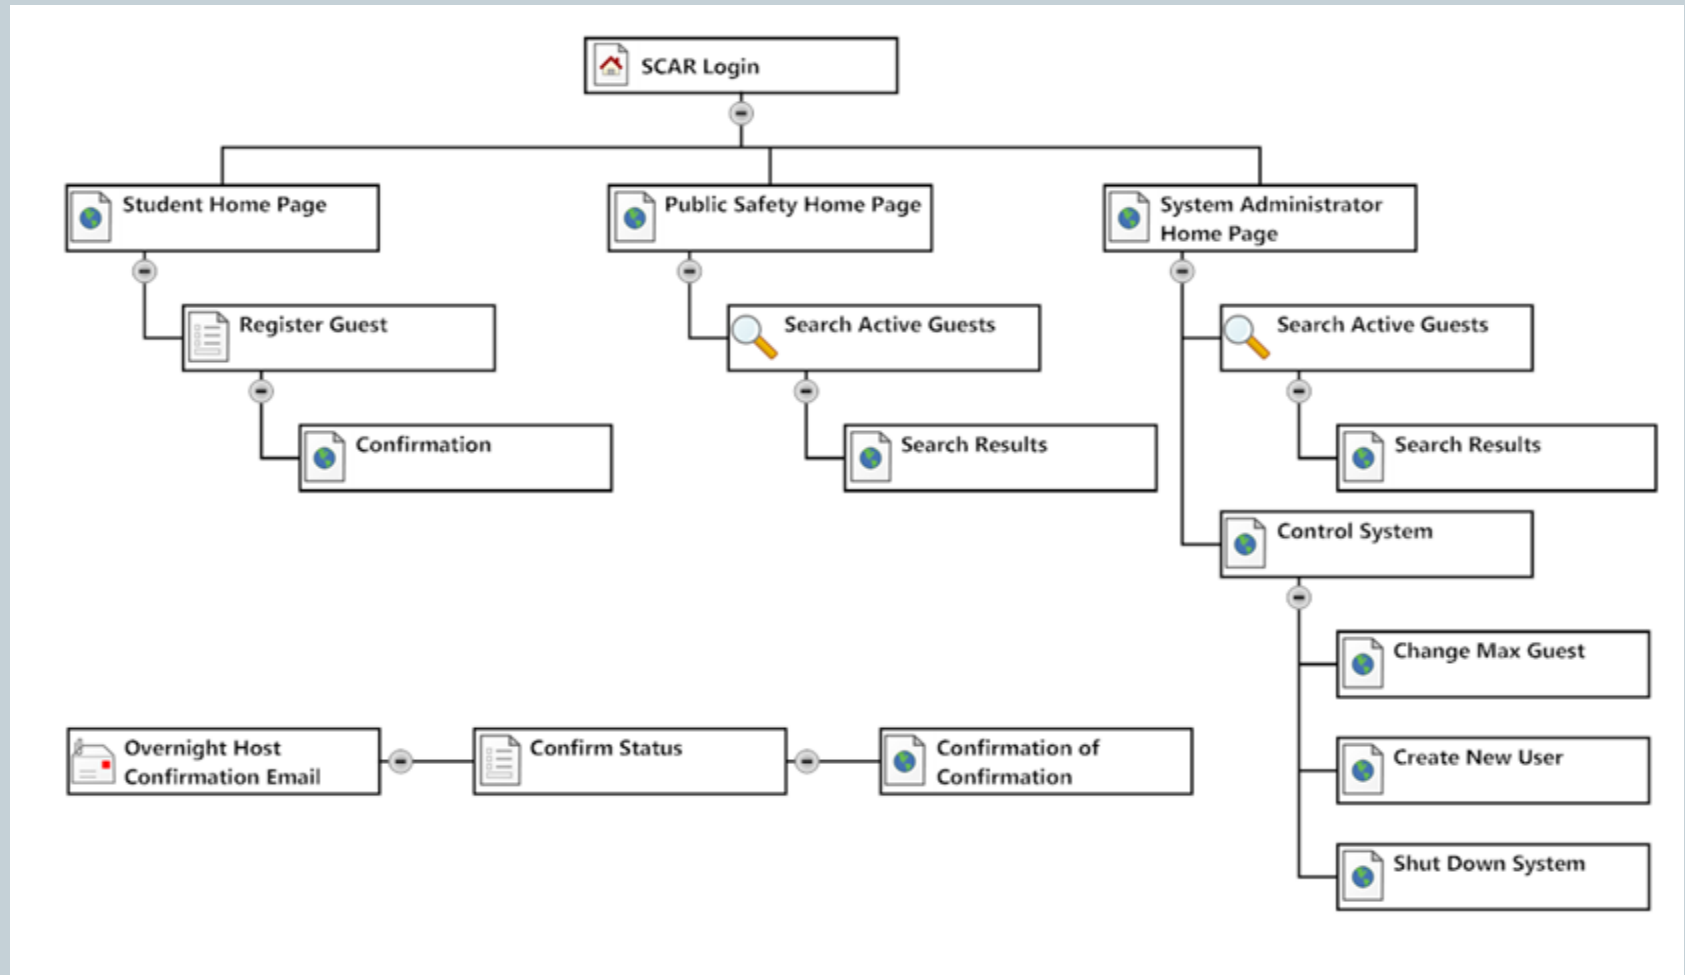 SCAR Login
Student Home Page
Public Safety Home Page
System Administrator
Home Page
Register Guest
Search Active Guests
Search Active Guests
Confirmation
Search Results
Search Results
Control System
Change Max Guest
Overnight Host
Confirmation Email
Confirm Status
Confirmation of
Confirmation
Create New User
Shut Down System